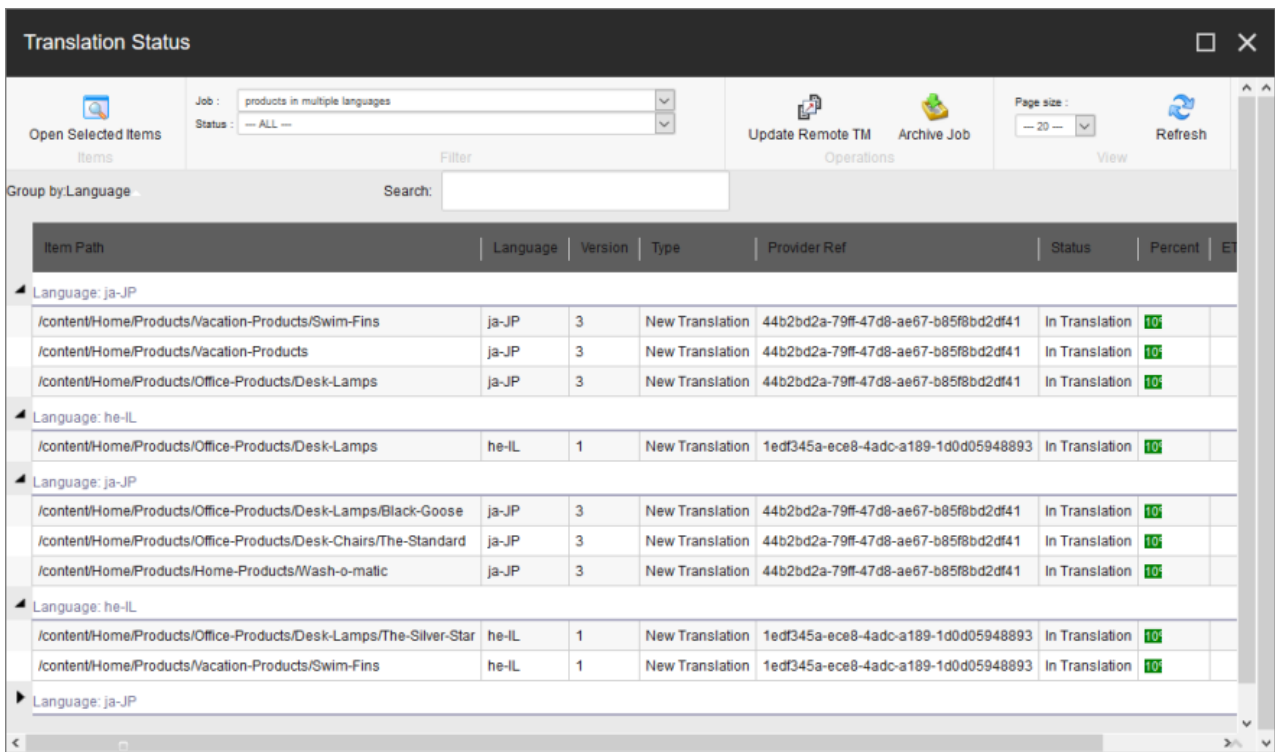 Translation Status
Open Selected Items
Items
Job : products in multiple languages
Status : --- ALL ---
Filter
Update Remote TM Archive Job
Operations
Page size :
--- 20 ---
Refresh
View
Group by:Language Search:
Item Path Language Version Type Provider Ref Status Percent
Language: ja-JP
/content/Home/Products/Vacation-Products/Swim-Fins ja-JP 3 New Translation 44b2bd2a-79ff-47d8-ae67-b85f8bd2df41 In Translation
/content/Home/Products/Vacation-Products ja-JP 3 New Translation 44b2bd2a-79ff-47d8-ae67-b85f8bd2df41 In Translation
/content/Home/Products/Office-Products/Desk-Lamps ja-JP 3 New Translation 44b2bd2a-79ff-47d8-ae67-b85f8bd2df41 In Translation
Language: he-IL
/content/Home/Products/Office-Products/Desk-Lamps he-IL 1 New Translation 1edf345a-ece8-4adc-a189-1d0d05948893 In Translation
Language: ja-JP
/content/Home/Products/Office-Products/Desk-Lamps/Black-Goose ja-JP 3 New Translation 44b2bd2a-79ff-47d8-ae67-b85f8bd2df41 In Translation
/content/Home/Products/Office-Products/Desk-Chairs/The-Standard ja-JP 3 New Translation 44b2bd2a-79ff-47d8-ae67-b85f8bd2df41 In Translation
/content/Home/Products/Home-Products/Wash-o-matic ja-JP 3 New Translation 44b2bd2a-79ff-47d8-ae67-b85f8bd2df41 In Translation
Language: he-IL
/content/Home/Products/Office-Products/Desk-Lamps/The-Silver-Star he-IL 1 New Translation 1edf345a-ece8-4adc-a189-1d0d05948893 In Translation
/content/Home/Products/Vacation-Products/Swim-Fins he-IL 1 New Translation 1edf345a-ece8-4adc-a189-1d0d05948893 In Translation
Language: ja-JP